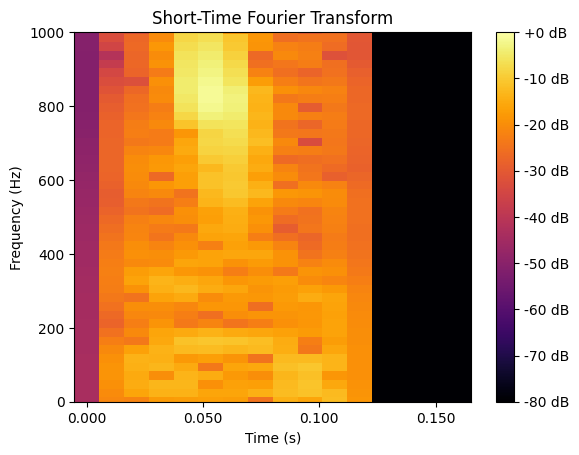 Short-Time Fourier Transform
1000
800
600
400
200
0
Frequency (Hz)
0.000
0.050
0.100
0.150
Time (s)
+0 dB
-10 dB
-20 dB
-30 dB
-40 dB
-50 dB
-60 dB
-70 dB
-80 dB